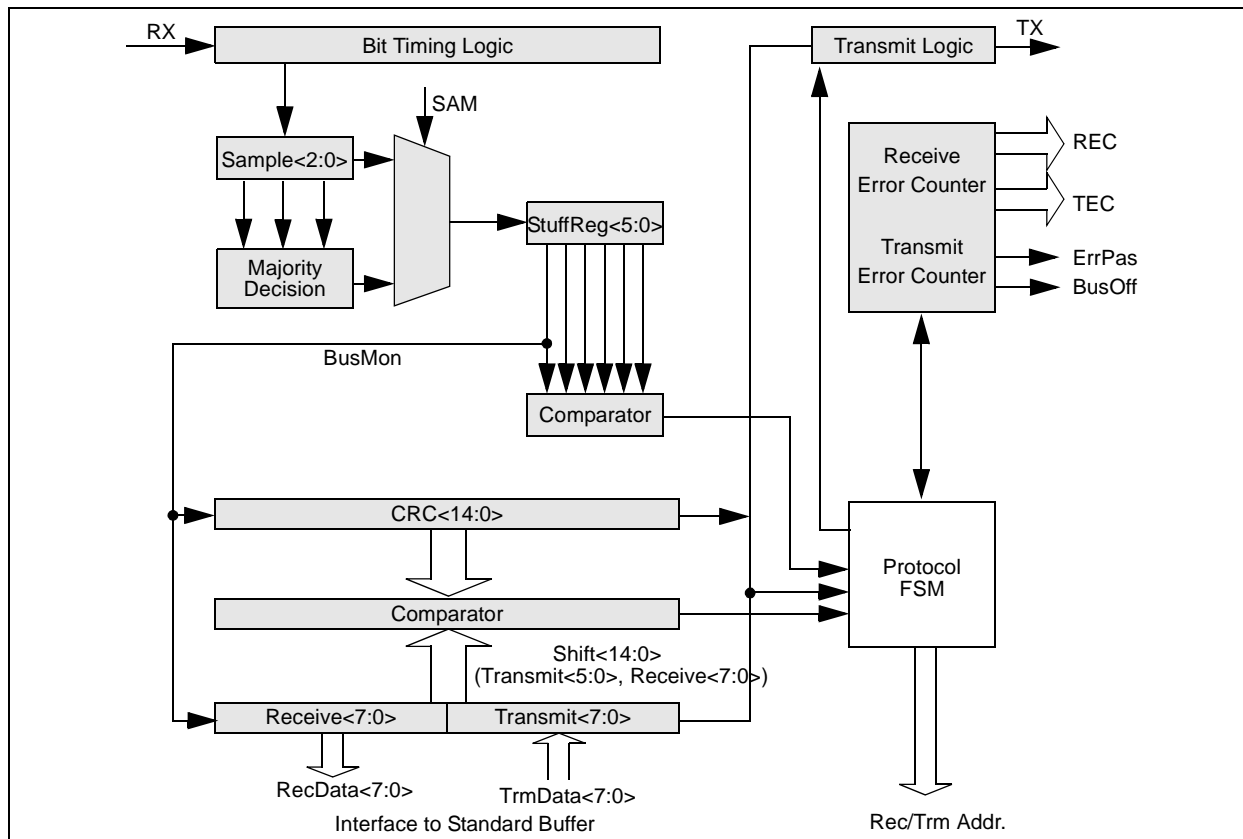 RX
Bit Timing Logic
Transmit Logic
TX
SAM
Sample<2:0>
Receive
Error Counter
REC
TEC
StuffReg<5:0>
Majority
Decision
Transmit
Error Counter
ErrPas
BusOff
BusMon
Comparator
CRC<14:0>
Protocol
FSM
Comparator
Shift<14:0>
(Transmit<5:0>, Receive<7:0>)
Receive<7:0>
Transmit<7:0>
RecData<7:0>
TrmData<7:0>
Interface to Standard Buffer
Rec/Trm Addr.